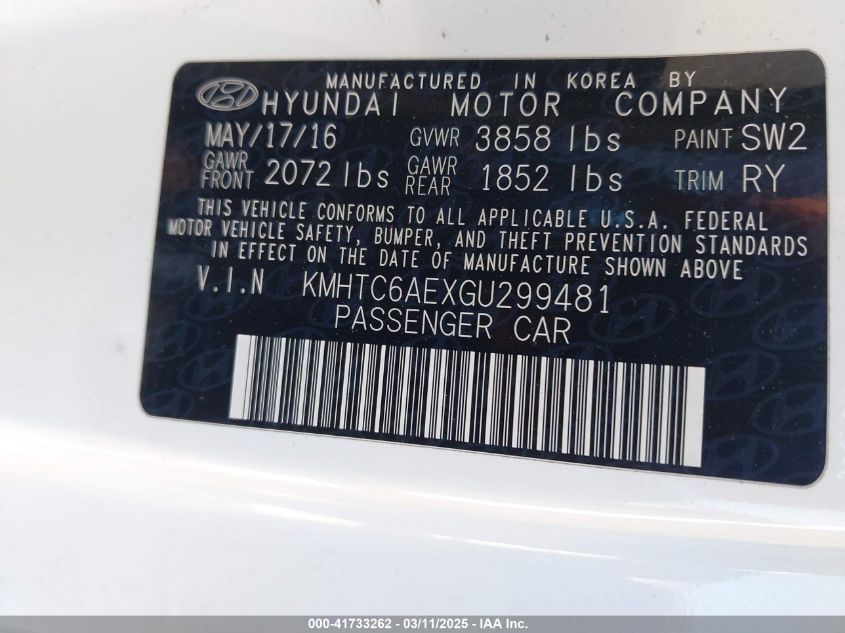 MANUFACTURED IN KOREA BY
HYUNDAI MOTOR COMPANY
MAY/17/16 GVWR 3858 lbs PAINT SW2
GAWR FRONT 2072 lbs GAWR REAR 1852 lbs TRIM RY
THIS VEHICLE CONFORMS TO ALL APPLICABLE U.S.A. FEDERAL
MOTOR VEHICLE SAFETY, BUMPER, AND THEFT PREVENTION STANDARDS
IN EFFECT ON THE DATE OF MANUFACTURE SHOWN ABOVE
V.I.N KMHTC6AEXGU299481
PASSENGER CAR
000-41733262 - 03/11/2025 - IAA Inc.